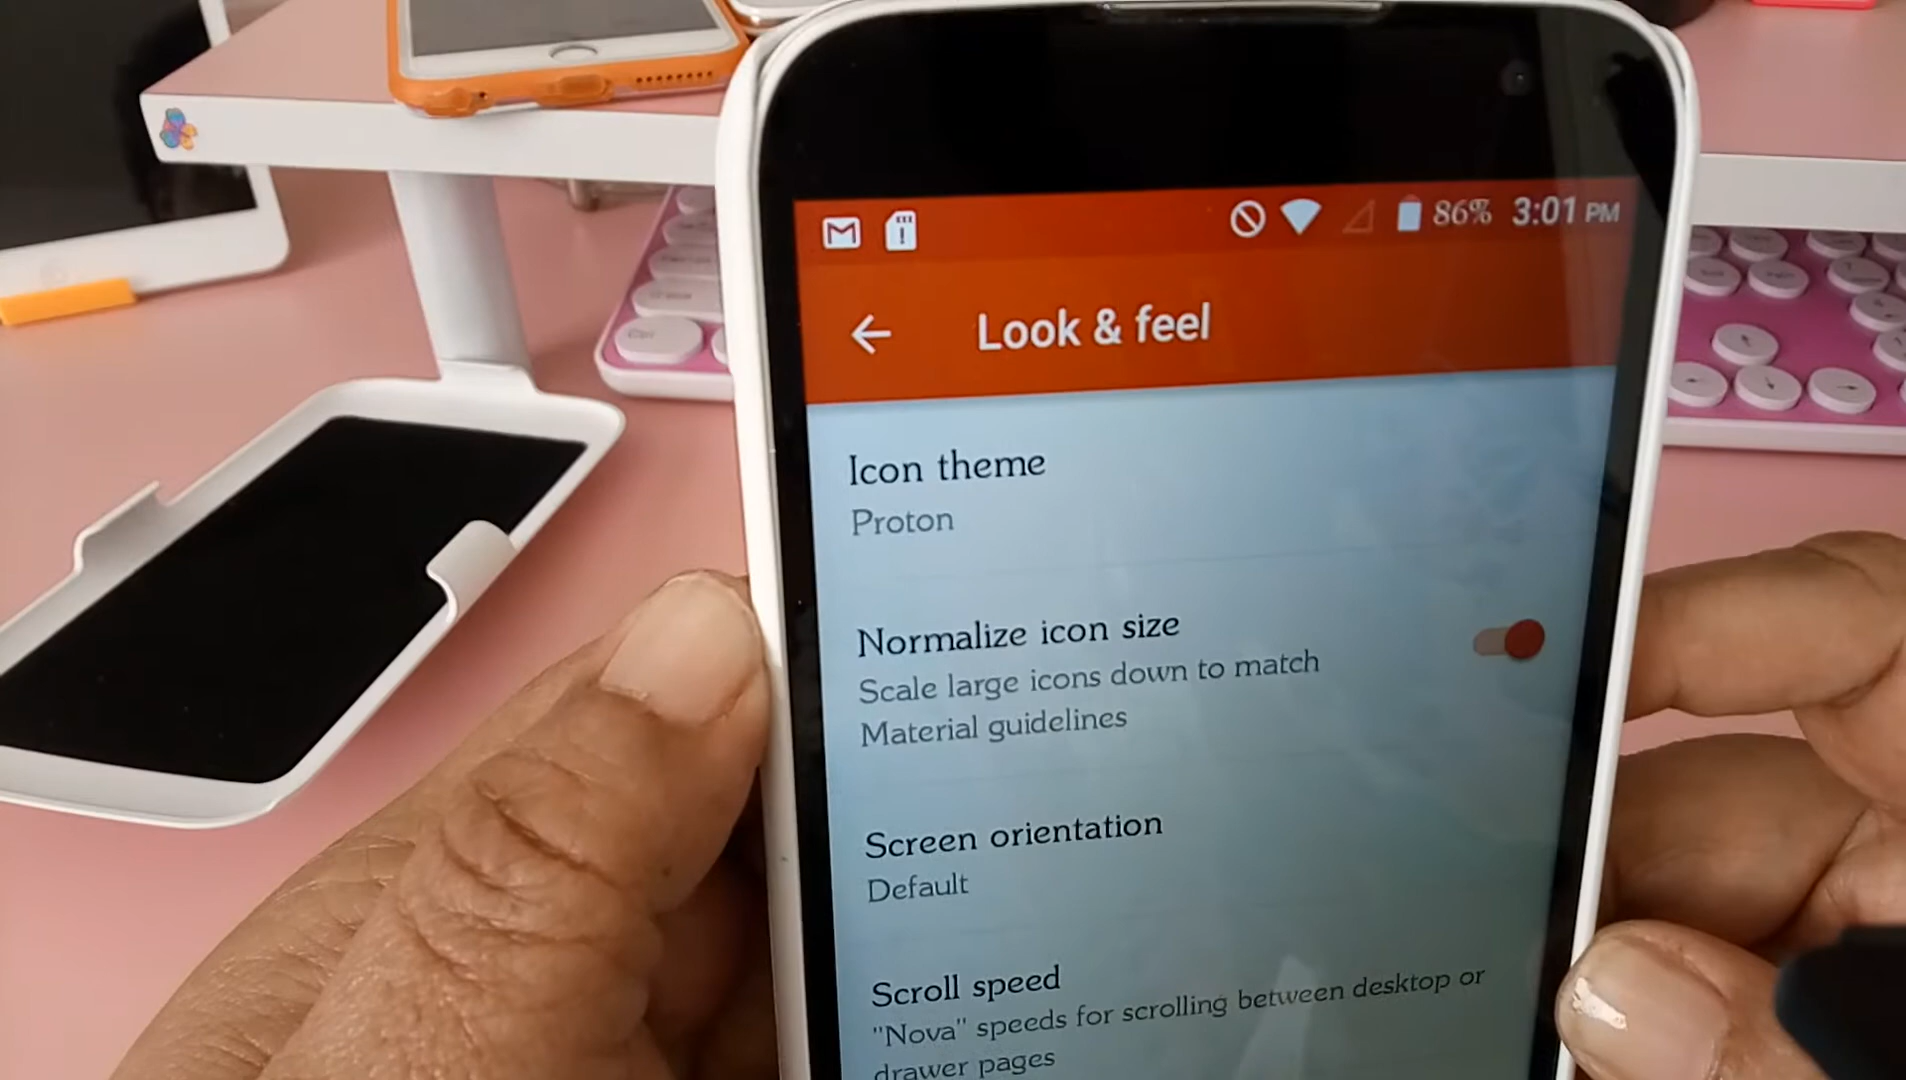 86% 3:01 PM
Look & feel
Icon theme
Proton
Normalize icon size
Scale large icons down to match
Material guidelines
Screen orientation
Default
Scroll speed
"Nova" speeds for scrolling between desktop or
drawer pages
Ctrl